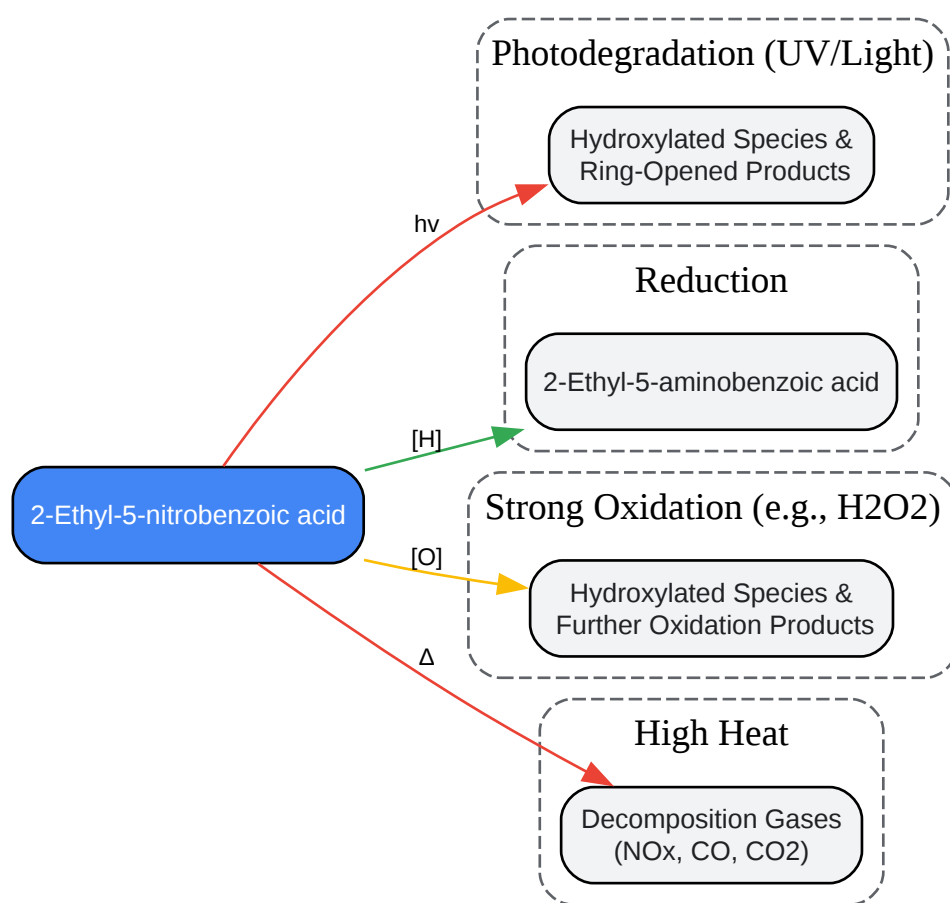 Photodegradation (UV/Light)
Hydroxylated Species &
Ring-Opened Products
hv
Reduction
2-Ethyl-5-aminobenzoic acid
[H]
2-Ethyl-5-nitrobenzoic acid
Strong Oxidation (e.g., H2O2)
[O]
Hydroxylated Species &
Further Oxidation Products
Δ
High Heat
Decomposition Gases
(NOx, CO, CO2)